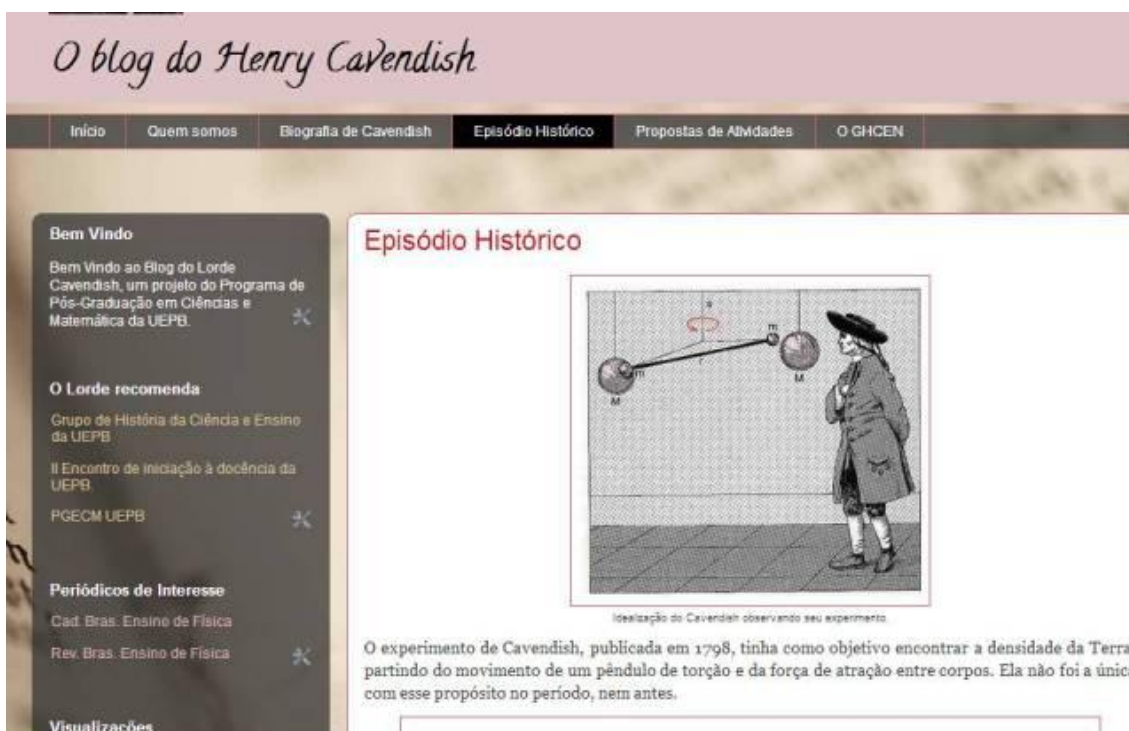 O blog do Henry Cavendish
Início Quem somos Biografia de Cavendish Episódio Histórico Propostas de Atividades O GHCEN
Bem Vindo
Bem Vindo ao Blog do Lorde
Cavendish, um projeto do Programa de
Pós-Graduação em Ciências e
Matemática da UEPB.
O Lorde recomenda
Grupo de História da Ciência e Ensino
da UEPB
II Encontro de iniciação à docência da
UEPB.
PGECM UEPB
Periódicos de Interesse
Cad. Bras. Ensino de Física
Rev. Bras. Ensino de Física
Visualizações
Episódio Histórico
m
m
M
M
Idealização do Cavendish observando seu experimento.
O experimento de Cavendish, publicada em 1798, tinha como objetivo encontrar a densidade da Terra
partindo do movimento de um pêndulo de torção e da força de atração entre corpos. Ela não foi a única
com esse propósito no período, nem antes.